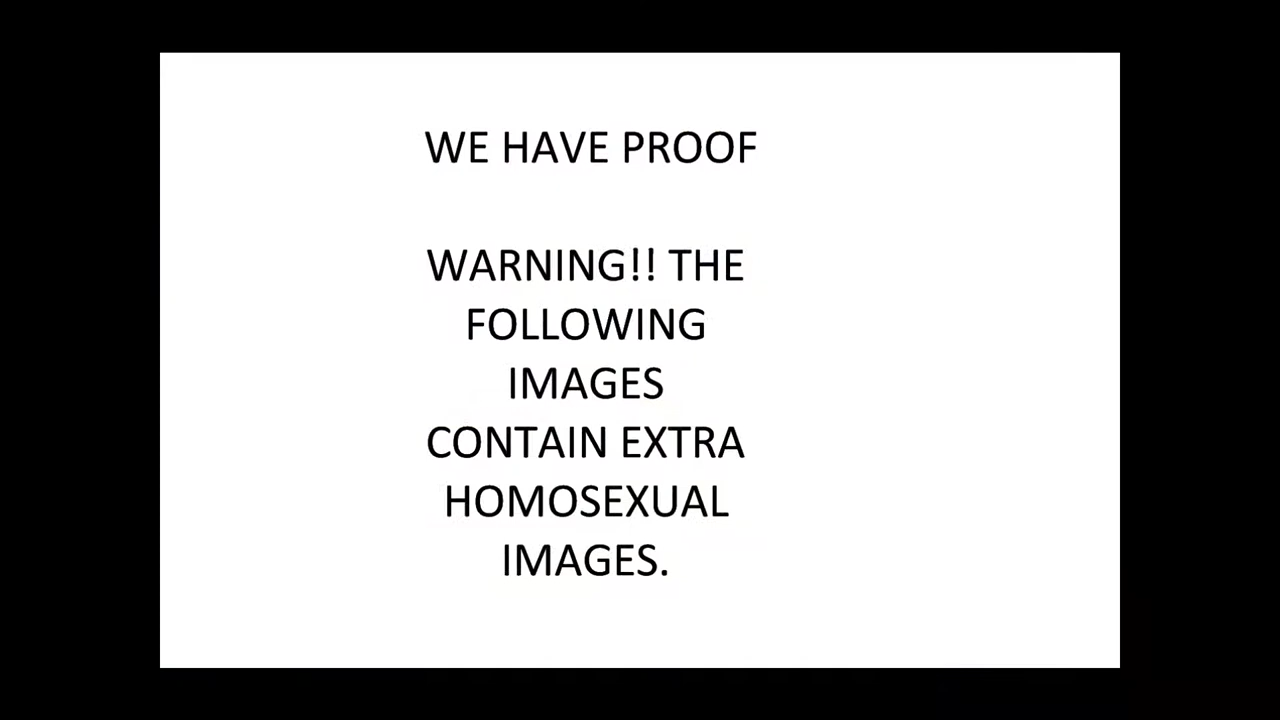 WE HAVE PROOF
WARNING!! THE
FOLLOWING
IMAGES
CONTAIN EXTRA
HOMOSEXUAL
IMAGES.